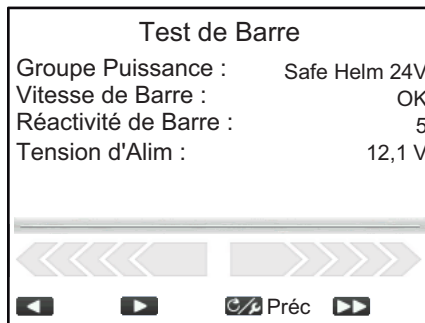 Test de Barre
Groupe Puissance : Safe Helm 24V
Vitesse de Barre : OK
Réactivité de Barre : 5
Tension d'Alim : 12,1 V
Préc